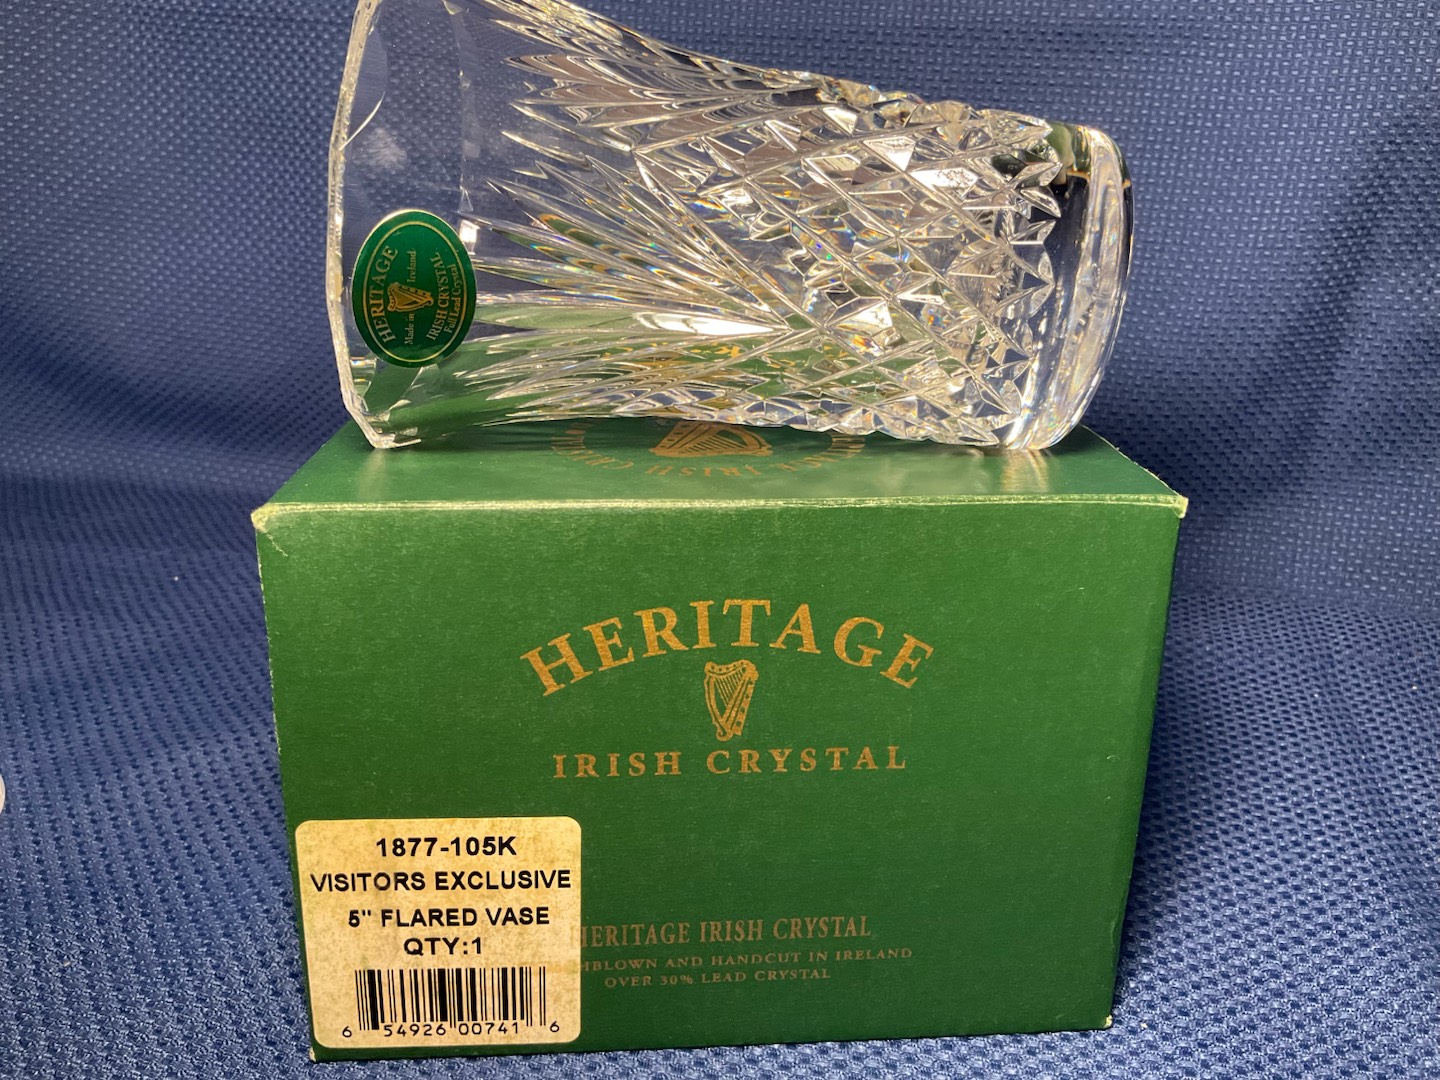 HERITAGE
Made in Ireland
IRISH CRYSTAL
Full Lead Crystal
HERITAGE
IRISH CRYSTAL
1877-105K
VISITORS EXCLUSIVE
5" FLARED VASE
QTY:1
6 54926 00741 6
HERITAGE IRISH CRYSTAL
AND HANDCUT IN IRELAND
OVER 30% LEAD CRYSTAL